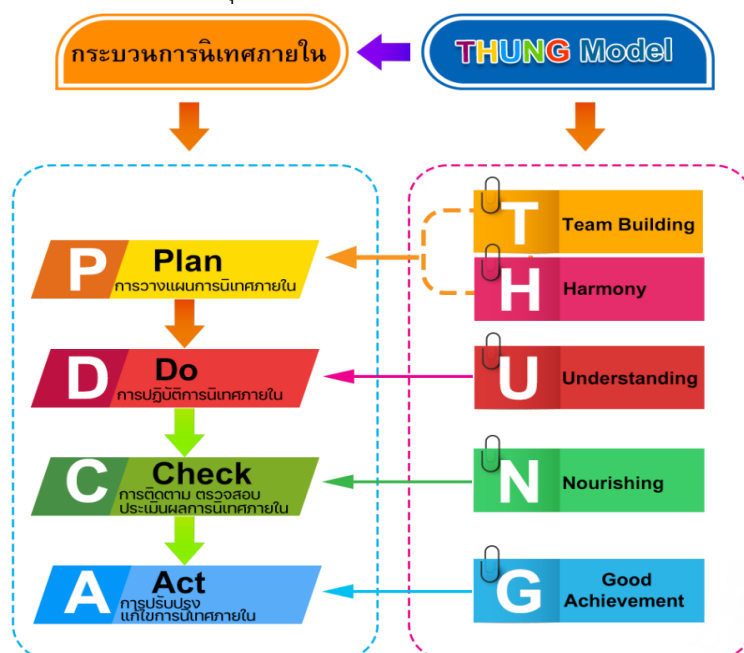 กระบวนการนิเทศภายใน
THUNG Model
P
Plan
การวางแผนการนิเทศภายใน
D
Do
การปฏิบัติการนิเทศภายใน
C
Check
การติดตาม ตรวจสอบ
ประเมินผลการนิเทศภายใน
A
Act
การปรับปรุง
แก้ไขการนิเทศภายใน
T
Team Building
H
Harmony
U
Understanding
N
Nourishing
G
Good
Achievement